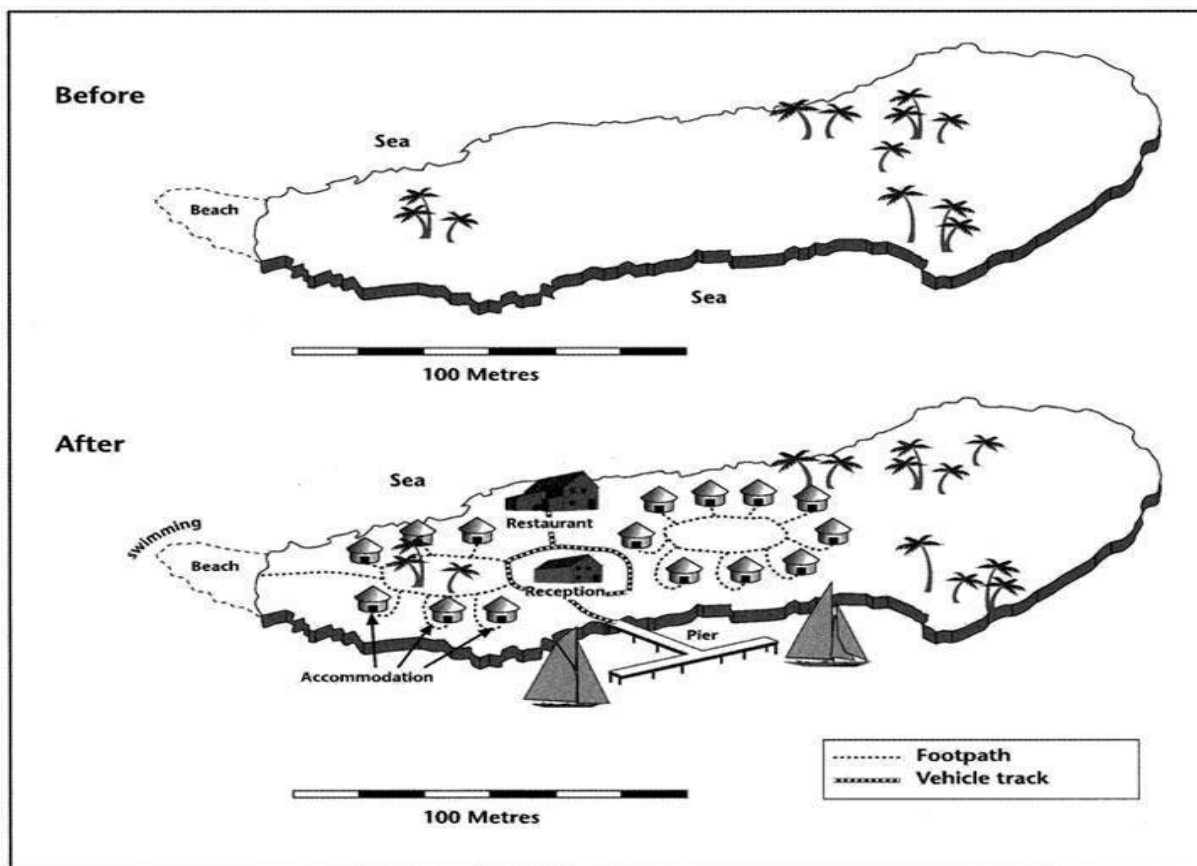 Before
Sea
Beach
Sea
100 Metres
After
Sea
swimming
Restaurant
Beach
Reception
Pier
Accommodation
Footpath
Vehicle track
100 Metres